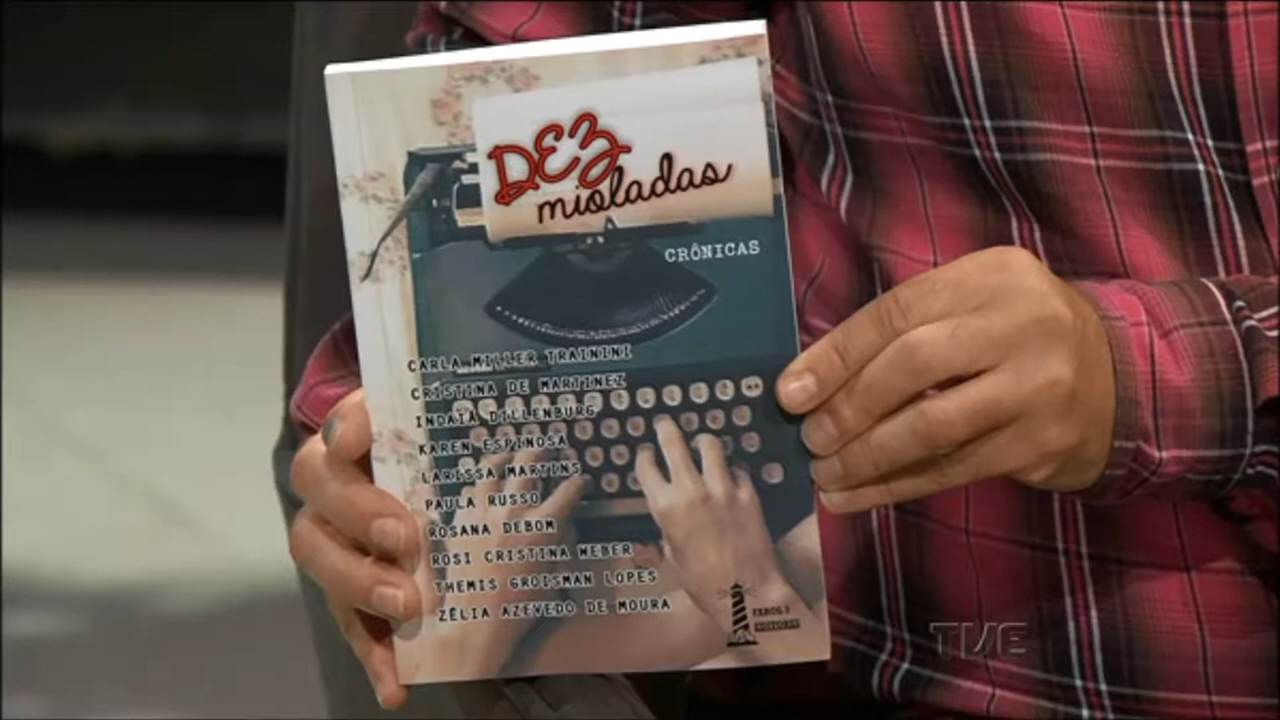 DEZ
mioladas
CRÔNICAS
CARLA MILLER TRAININI
CRISTINA DE MARTINEZ
INDAIÁ DILLENBURG
KAREN ESPINOSA
LARISSA MARTINS
PAULA RUSSO
ROSANA DEBOM
ROSI CRISTINA WEBER
THEMIS GROISMAN LOPES
ZÉLIA AZEVEDO DE MOURA
FAROL 3
EDITORES
TVE